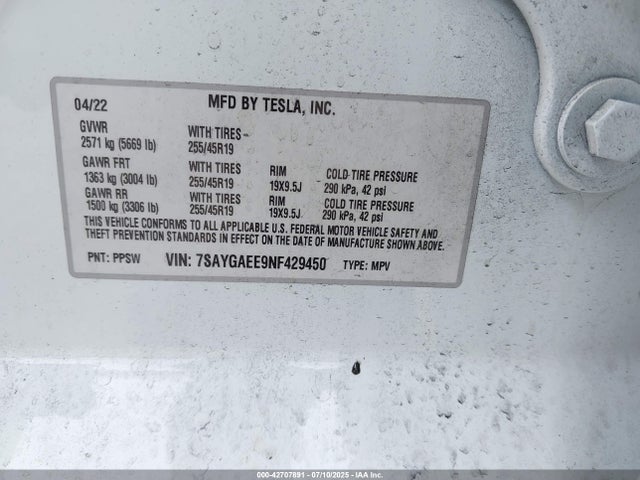 04/22 MFD BY TESLA, INC.
GVWR WITH TIRES
2571 kg (5669 lb) 255/45R19
GAWR FRT WITH TIRES RIM COLD TIRE PRESSURE
1363 kg (3004 lb) 255/45R19 19X9.5J 290 kPa, 42 psi
GAWR RR WITH TIRES RIM COLD TIRE PRESSURE
1500 kg (3306 lb) 255/45R19 19X9.5J 290 kPa, 42 psi
THIS VEHICLE CONFORMS TO ALL APPLICABLE U.S. FEDERAL MOTOR VEHICLE SAFETY AND
THEFT PREVENTION STANDARDS IN EFFECT ON THE DATE OF MANUFACTURE SHOWN ABOVE.
PNT: PPSW VIN: 7SAYGAEE9NF429450 TYPE: MPV
000-42707891 - 07/10/2025 - IAA Inc.